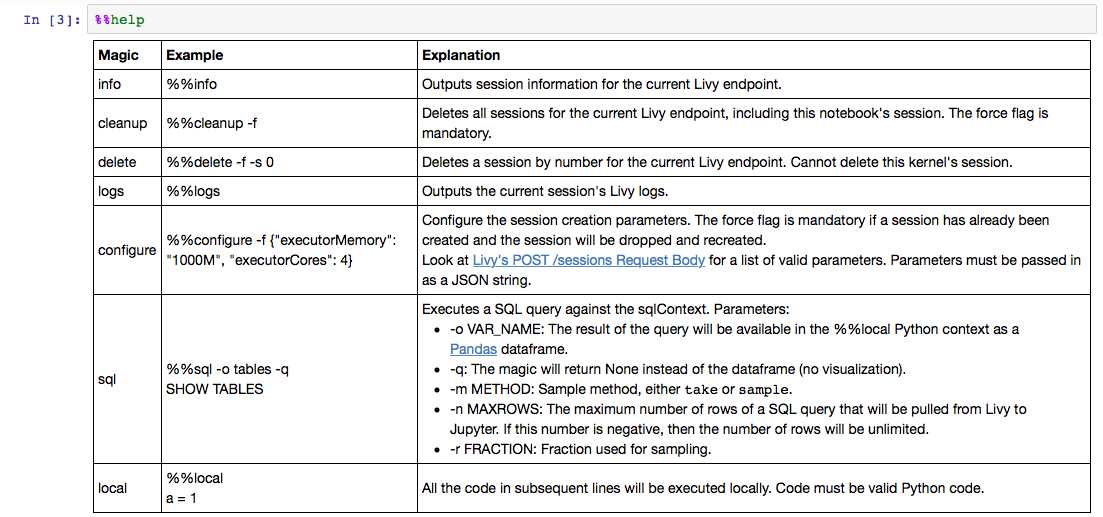 In [3]: %%help
Magic Example Explanation
info %%info Outputs session information for the current Livy endpoint.
cleanup %%cleanup -f Deletes all sessions for the current Livy endpoint, including this notebook's session. The force flag is
mandatory.
delete %%delete -f -s 0 Deletes a session by number for the current Livy endpoint. Cannot delete this kernel's session.
logs %%logs Outputs the current session's Livy logs.
configure
%%configure -f {"executorMemory":
"1000M", "executorCores": 4}
Configure the session creation parameters. The force flag is mandatory if a session has already been
created and the session will be dropped and recreated.
Look at Livy's POST /sessions Request Body for a list of valid parameters. Parameters must be passed in
as a JSON string.
sql
%%sql -o tables -q
SHOW TABLES
Executes a SQL query against the sqlContext. Parameters:
• -o VAR_NAME: The result of the query will be available in the %%local Python context as a
Pandas dataframe.
• -q: The magic will return None instead of the dataframe (no visualization).
• -m METHOD: Sample method, either take or sample.
• -n MAXROWS: The maximum number of rows of a SQL query that will be pulled from Livy to
Jupyter. If this number is negative, then the number of rows will be unlimited.
• -r FRACTION: Fraction used for sampling.
local
%%local
a = 1
All the code in subsequent lines will be executed locally. Code must be valid Python code.